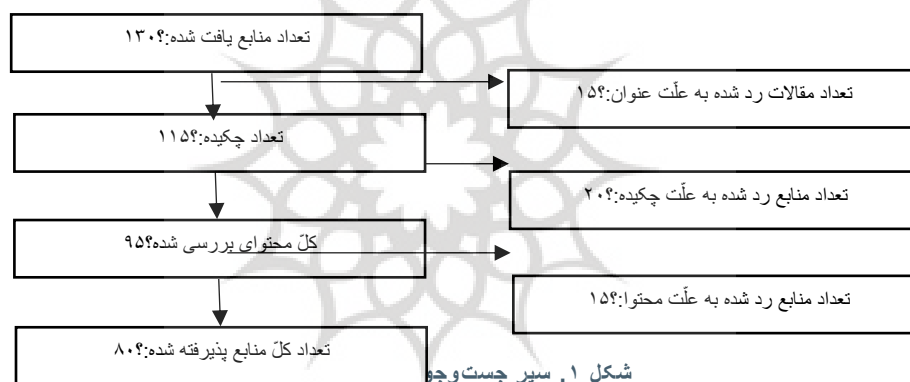 تعداد منابع یافت شده:؟۱۳۰
تعداد مقالات رد شده به علّت عنوان:؟۱۵
تعداد چکیده:؟۱۱۵
تعداد منابع رد شده به علّت چکیده:؟۲۰
کلّ محتوای بررسی شده؟۹۵
تعداد منابع رد شده به علّت محتوا:؟۱۵
تعداد کلّ منابع پذیرفته شده:؟۸۰
شکل ۱. سیر جست‌وجو